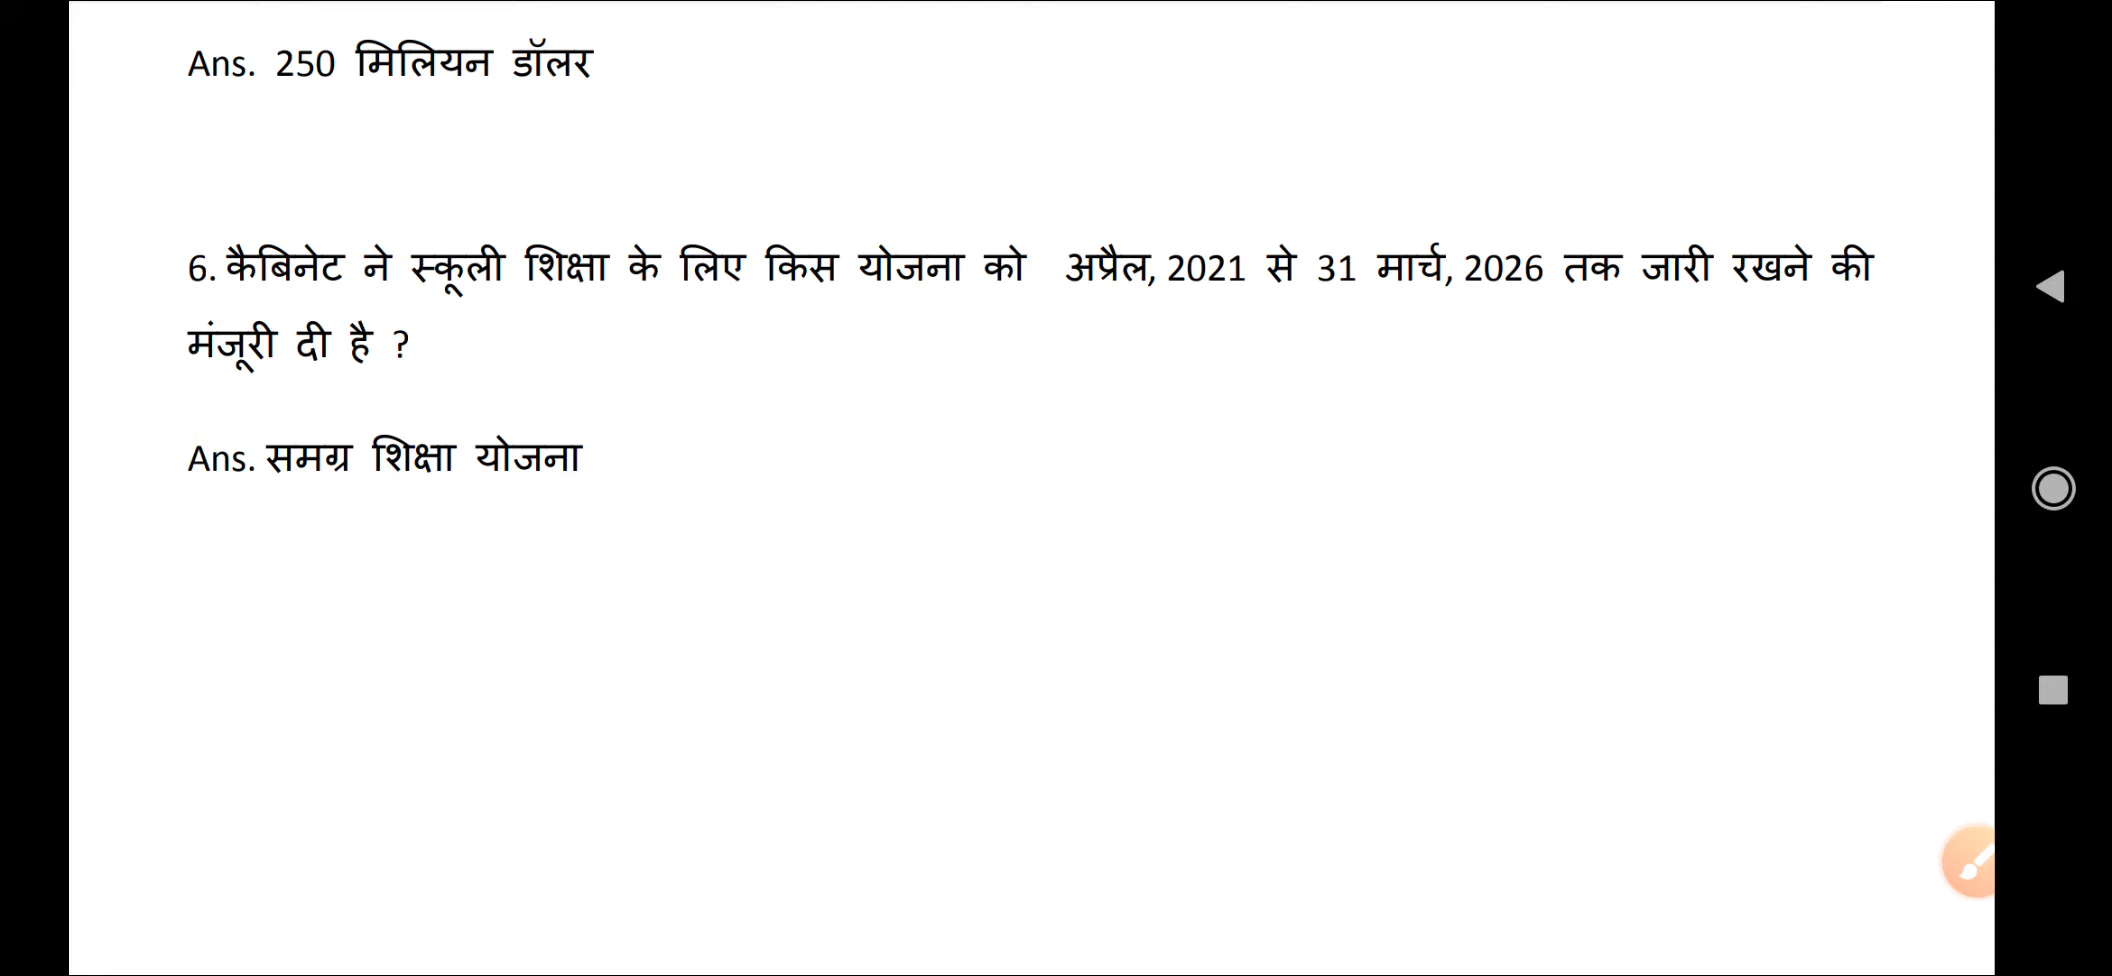 Ans. 250 मिलियन डॉलर
6. कैबिनेट ने स्कूली शिक्षा के लिए किस योजना को अप्रैल, 2021 से 31 मार्च, 2026 तक जारी रखने की
मंजूरी दी है ?
Ans. समग्र शिक्षा योजना